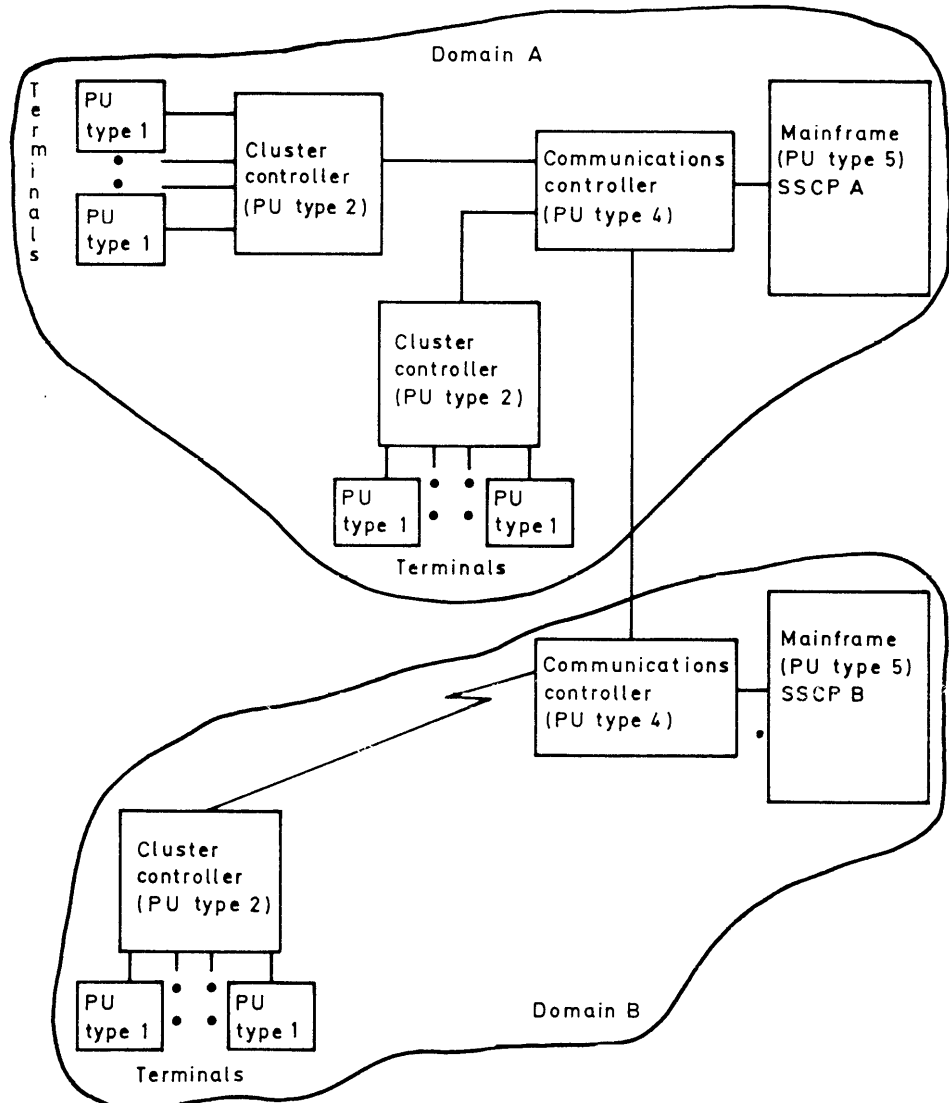 Domain A
Terminals
PU
type 1
PU
type 1
Cluster
controller
(PU type 2)
Communications
controller
(PU type 4)
Mainframe
(PU type 5)
SSCP A
Cluster
controller
(PU type 2)
PU
type 1
PU
type 1
Terminals
Communications
controller
(PU type 4)
Mainframe
(PU type 5)
SSCP B
Cluster
controller
(PU type 2)
PU
type 1
PU
type 1
Terminals
Domain B